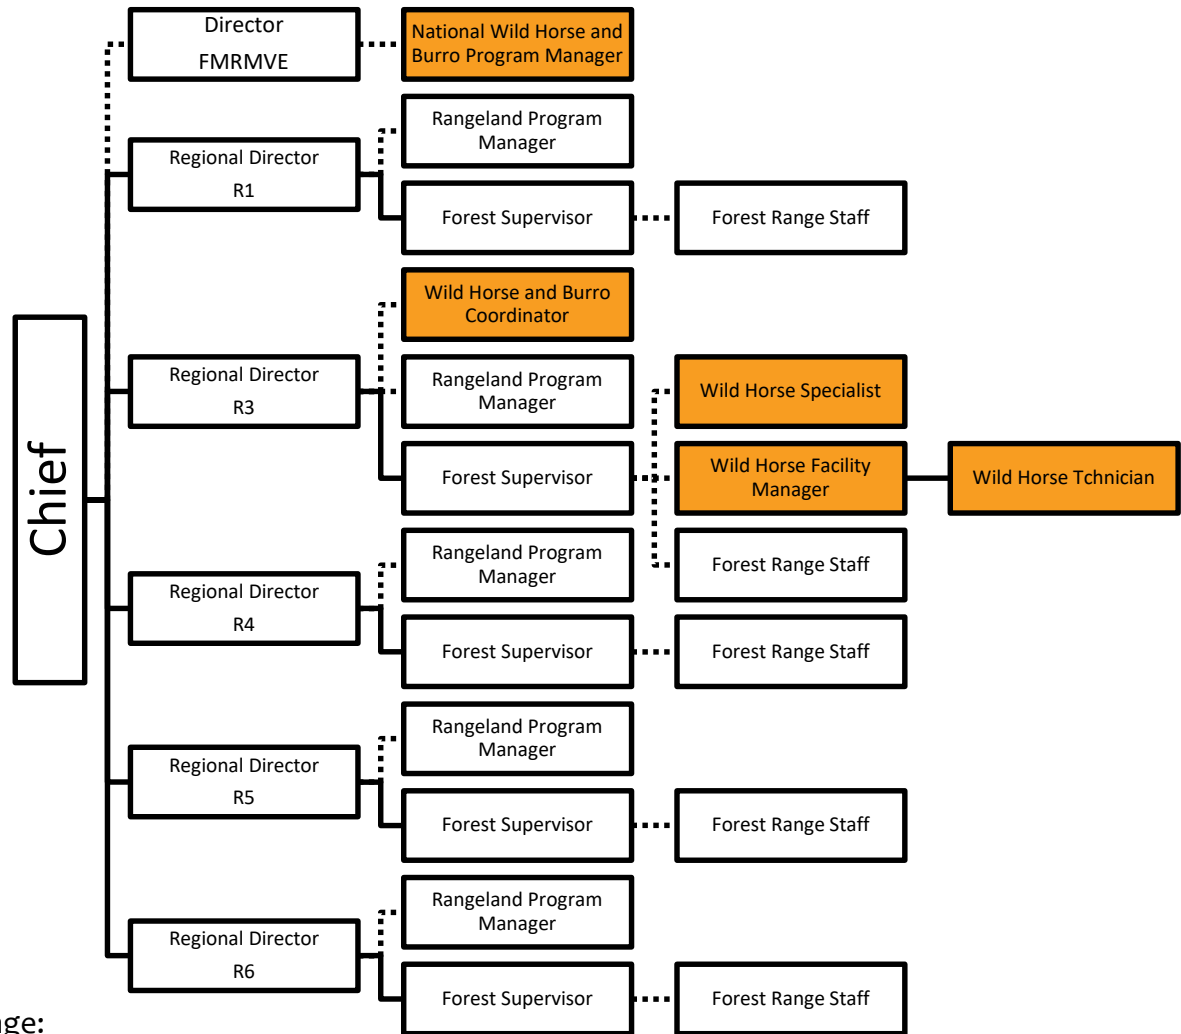 Director
FMRMVE
National Wild Horse and
Burro Program Manager
Regional Director
R1
Rangeland Program
Manager
Forest Supervisor
Forest Range Staff
Chief
Regional Director
R3
Wild Horse and Burro
Coordinator
Rangeland Program
Manager
Forest Supervisor
Wild Horse Specialist
Wild Horse Facility
Manager
Wild Horse Tchnician
Forest Range Staff
Regional Director
R4
Rangeland Program
Manager
Forest Supervisor
Forest Range Staff
Regional Director
R5
Rangeland Program
Manager
Forest Supervisor
Forest Range Staff
Regional Director
R6
Rangeland Program
Manager
Forest Supervisor
Forest Range Staff